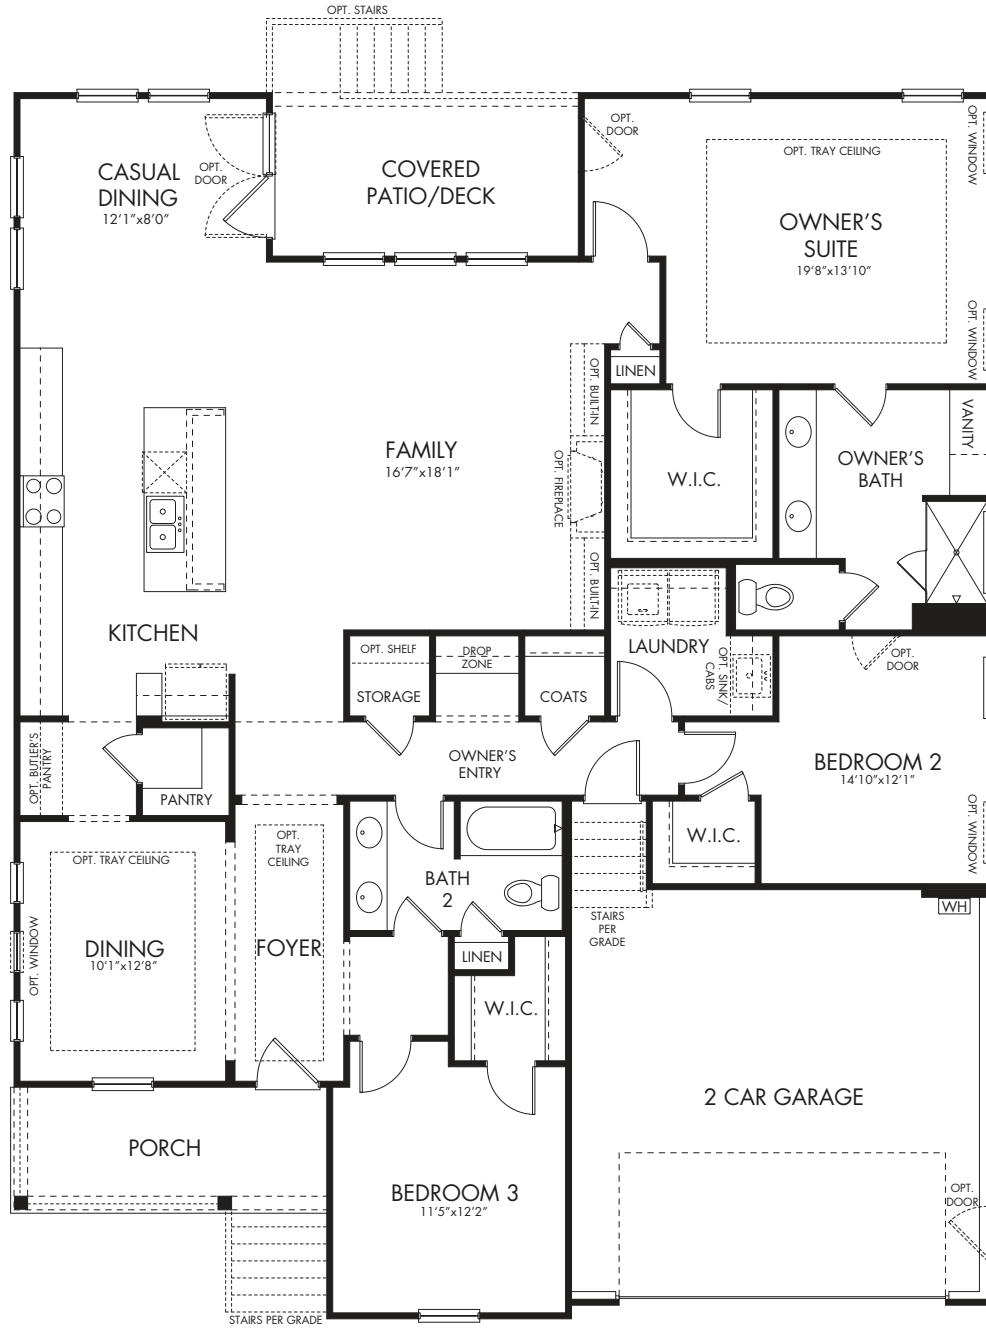 OPT. STAIRS
CASUAL
DINING
12'1"x8'0"
OPT.
DOOR
COVERED
PATIO/DECK
OPT.
DOOR
OPT. TRAY CEILING
OWNER'S
SUITE
19'8"x13'10"
OPT. WINDOW
OPT. WINDOW
LINEN
OPT. BUILT-IN
FAMILY
16'7"x18'1"
OPT. FIREPLACE
OPT. BUILT-IN
W.I.C.
OWNER'S
BATH
VANITY
KITCHEN
OPT. SHELF
STORAGE
DROP
ZONE
COATS
LAUNDRY
OPT. SINK/
CABS
W
OPT.
DOOR
OWNER'S
ENTRY
BEDROOM 2
14'10"x12'1"
OPT. WINDOW
OPT. BUTLER'S
PANTRY
PANTRY
W.I.C.
OPT. TRAY CEILING
OPT.
TRAY
CEILING
BATH
2
STAIRS
PER
GRADE
WH
DINING
10'1"x12'8"
OPT. WINDOW
FOYER
LINEN
W.I.C.
2 CAR GARAGE
PORCH
BEDROOM 3
11'5"x12'2"
OPT.
DOOR
STAIRS PER GRADE